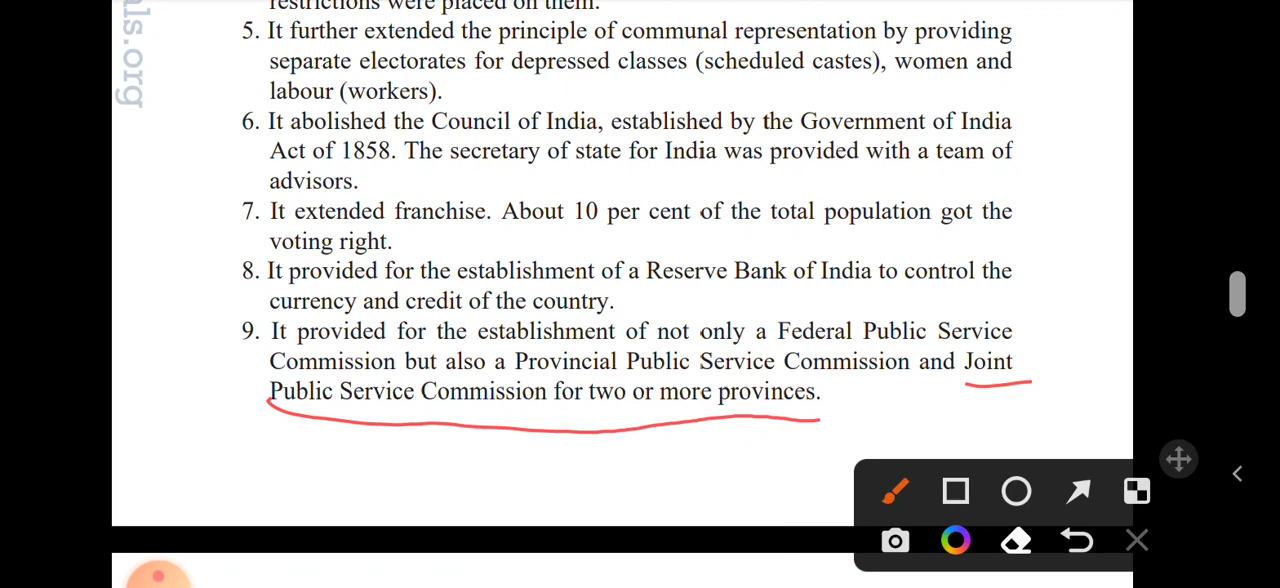 restrictions were placed on them.
5. It further extended the principle of communal representation by providing
separate electorates for depressed classes (scheduled castes), women and
labour (workers).
6. It abolished the Council of India, established by the Government of India
Act of 1858. The secretary of state for India was provided with a team of
advisors.
7. It extended franchise. About 10 per cent of the total population got the
voting right.
8. It provided for the establishment of a Reserve Bank of India to control the
currency and credit of the country.
9. It provided for the establishment of not only a Federal Public Service
Commission but also a Provincial Public Service Commission and Joint
Public Service Commission for two or more provinces.
als.org